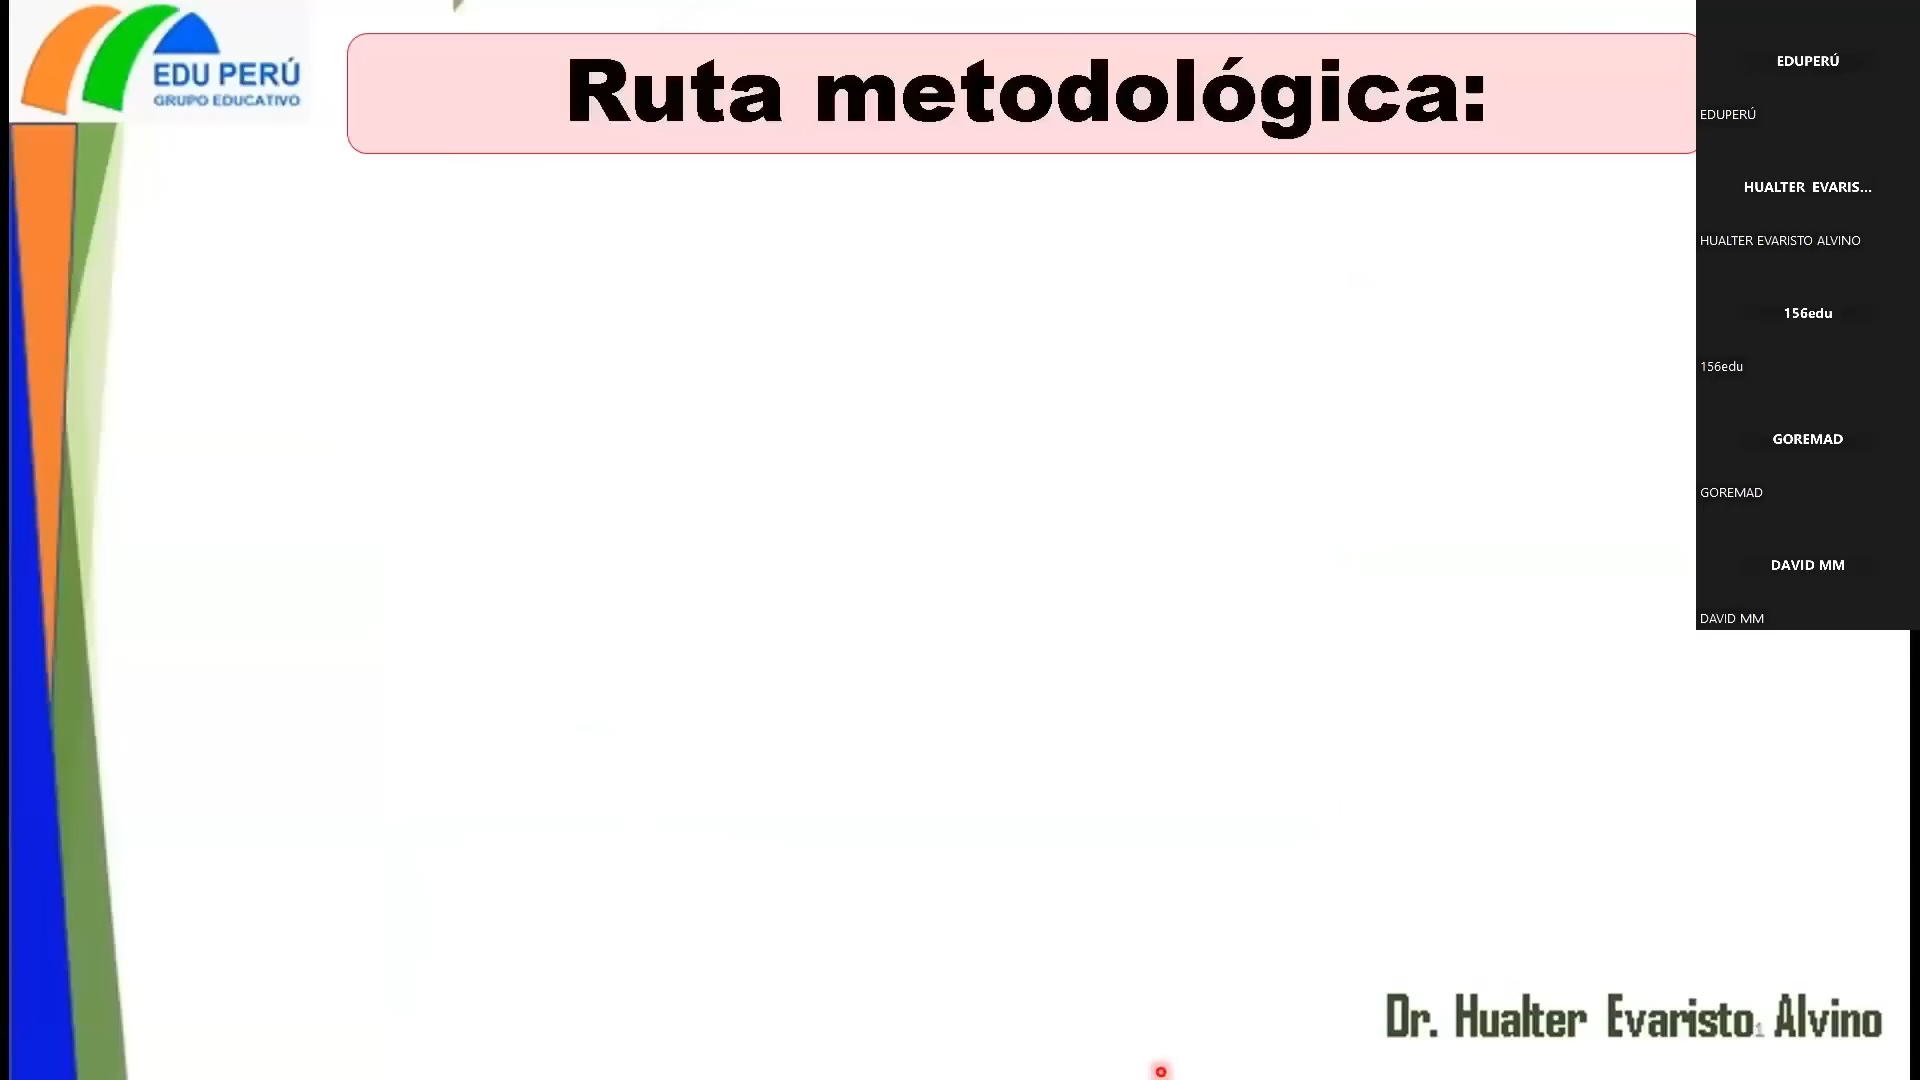 EDU PERÚ
GRUPO EDUCATIVO
Ruta metodológica:
EDUPERÚ
EDUPERÚ
HUALTER EVARIS...
HUALTER EVARISTO ALVINO
156edu
156edu
GOREMAD
GOREMAD
DAVID MM
DAVID MM
Dr. Hualter Evaristo Alvino